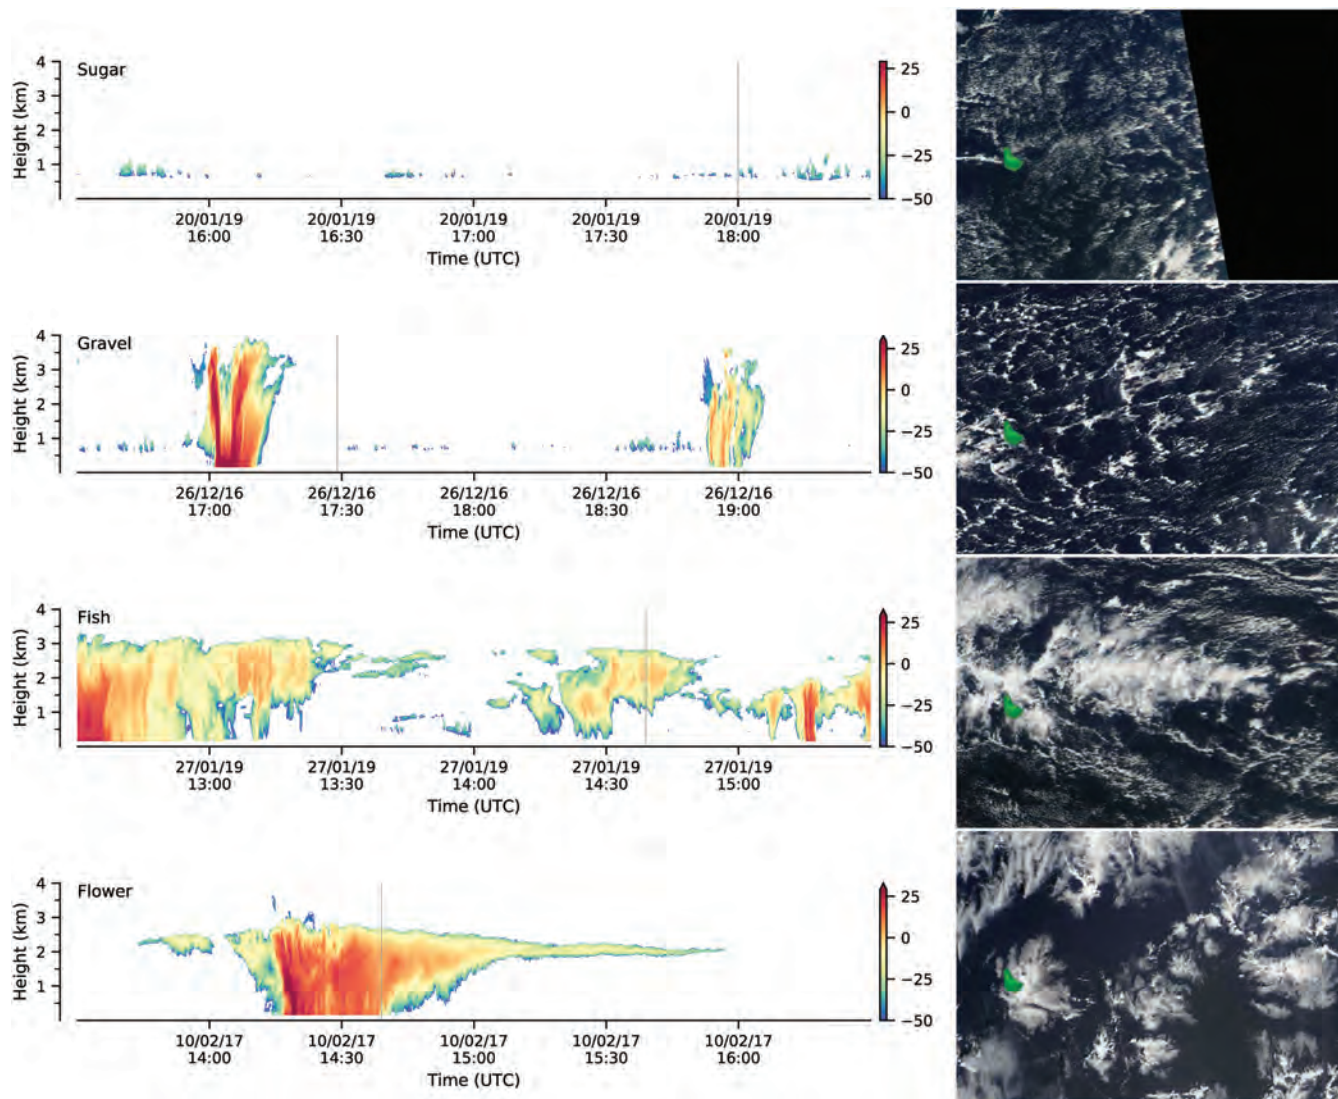 Sugar
Height (km)
4
3
2
1
25
0
−25
−50
20/01/19 20/01/19 20/01/19 20/01/19 20/01/19
16:00 16:30 17:00 17:30 18:00
Time (UTC)
Gravel
Height (km)
4
3
2
1
25
0
−25
−50
26/12/16 26/12/16 26/12/16 26/12/16 26/12/16
17:00 17:30 18:00 18:30 19:00
Time (UTC)
Fish
Height (km)
4
3
2
1
25
0
−25
−50
27/01/19 27/01/19 27/01/19 27/01/19 27/01/19
13:00 13:30 14:00 14:30 15:00
Time (UTC)
Flower
Height (km)
4
3
2
1
25
0
−25
−50
10/02/17 10/02/17 10/02/17 10/02/17 10/02/17
14:00 14:30 15:00 15:30 16:00
Time (UTC)